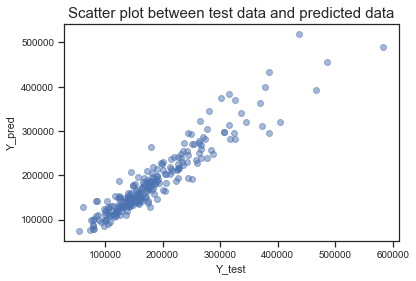 Scatter plot between test data and predicted data
500000
400000
300000
200000
100000
Y_pred
100000 200000 300000 400000 500000 600000
Y_test